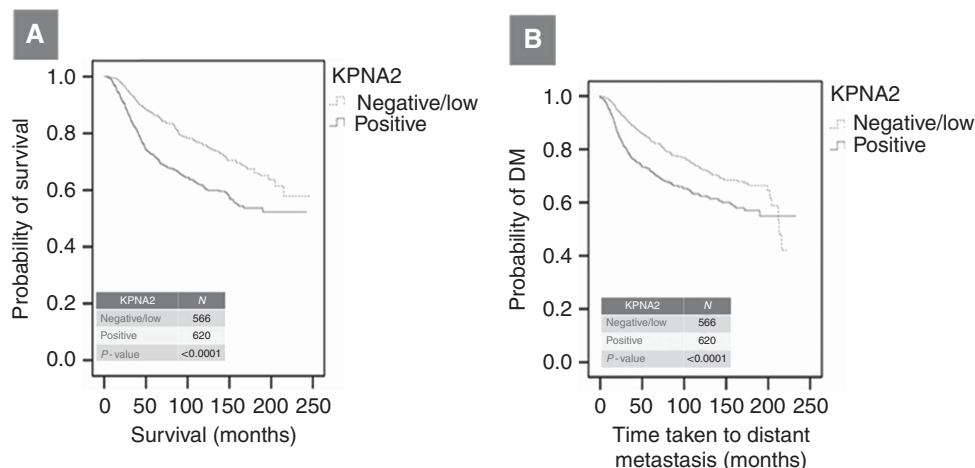 A
KPNA2
Negative/low
Positive
1.0
0.8
0.6
0.4
0.2
0.0
Probability of survival
KPNA2 N
Negative/low 566
Positive 620
P-value <0.0001
0 50 100 150 200 250
Survival (months)
B
KPNA2
Negative/low
Positive
1.0
0.8
0.6
0.4
0.2
0.0
Probability of DM
KPNA2 N
Negative/low 566
Positive 620
P-value <0.0001
0 50 100 150 200 250
Time taken to distant
metastasis (months)